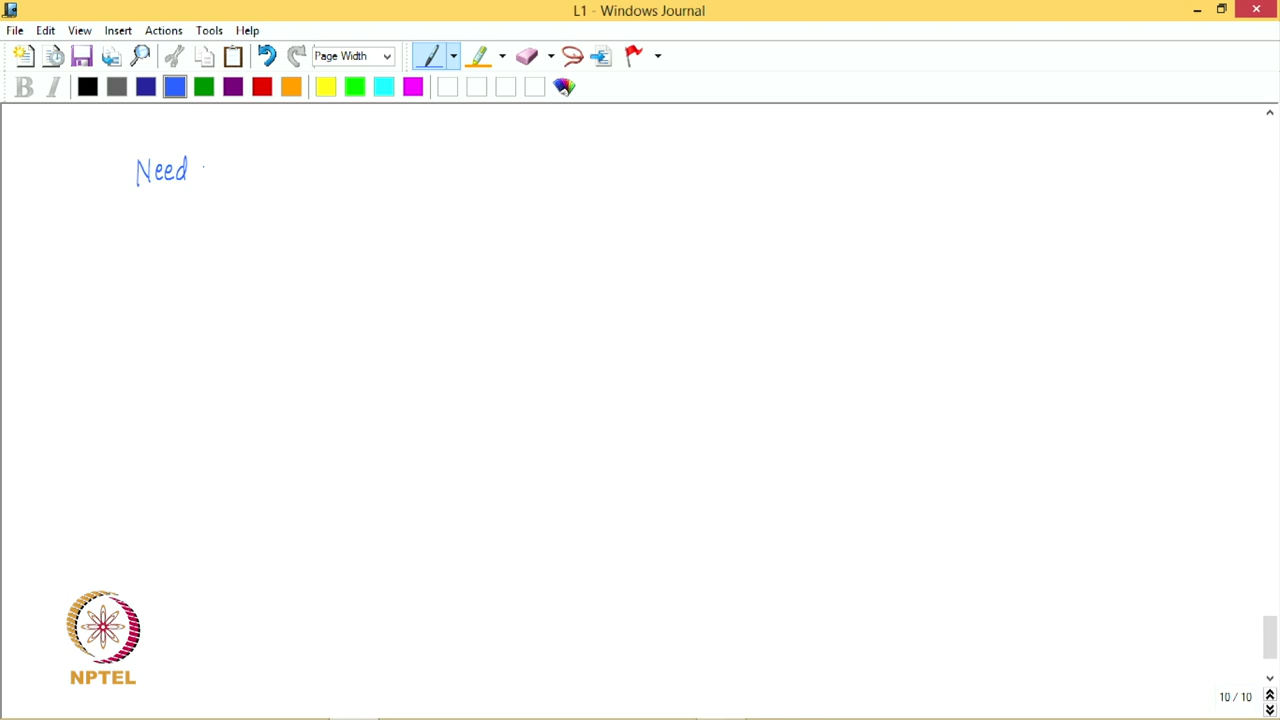 L1 - Windows Journal
File Edit View Insert Actions Tools Help
Page Width
B I
Need
NPTEL
10 / 10